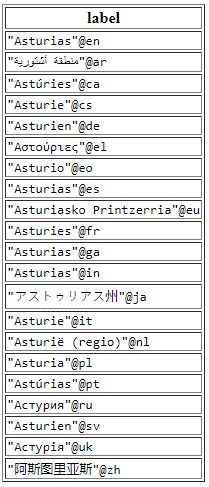 label
"Asturias"@en
"منطقة أشتورية"@ar
"Astúries"@ca
"Asturie"@cs
"Asturien"@de
"Αστούριες"@el
"Asturio"@eo
"Asturias"@es
"Asturiasko Printzerria"@eu
"Asturies"@fr
"Asturias"@ga
"Asturias"@in
"アストゥリアス州"@ja
"Asturie"@it
"Asturië (regio)"@nl
"Asturia"@pl
"Astúrias"@pt
"Астурия"@ru
"Asturien"@sv
"Астурія"@uk
"阿斯图里亚斯"@zh